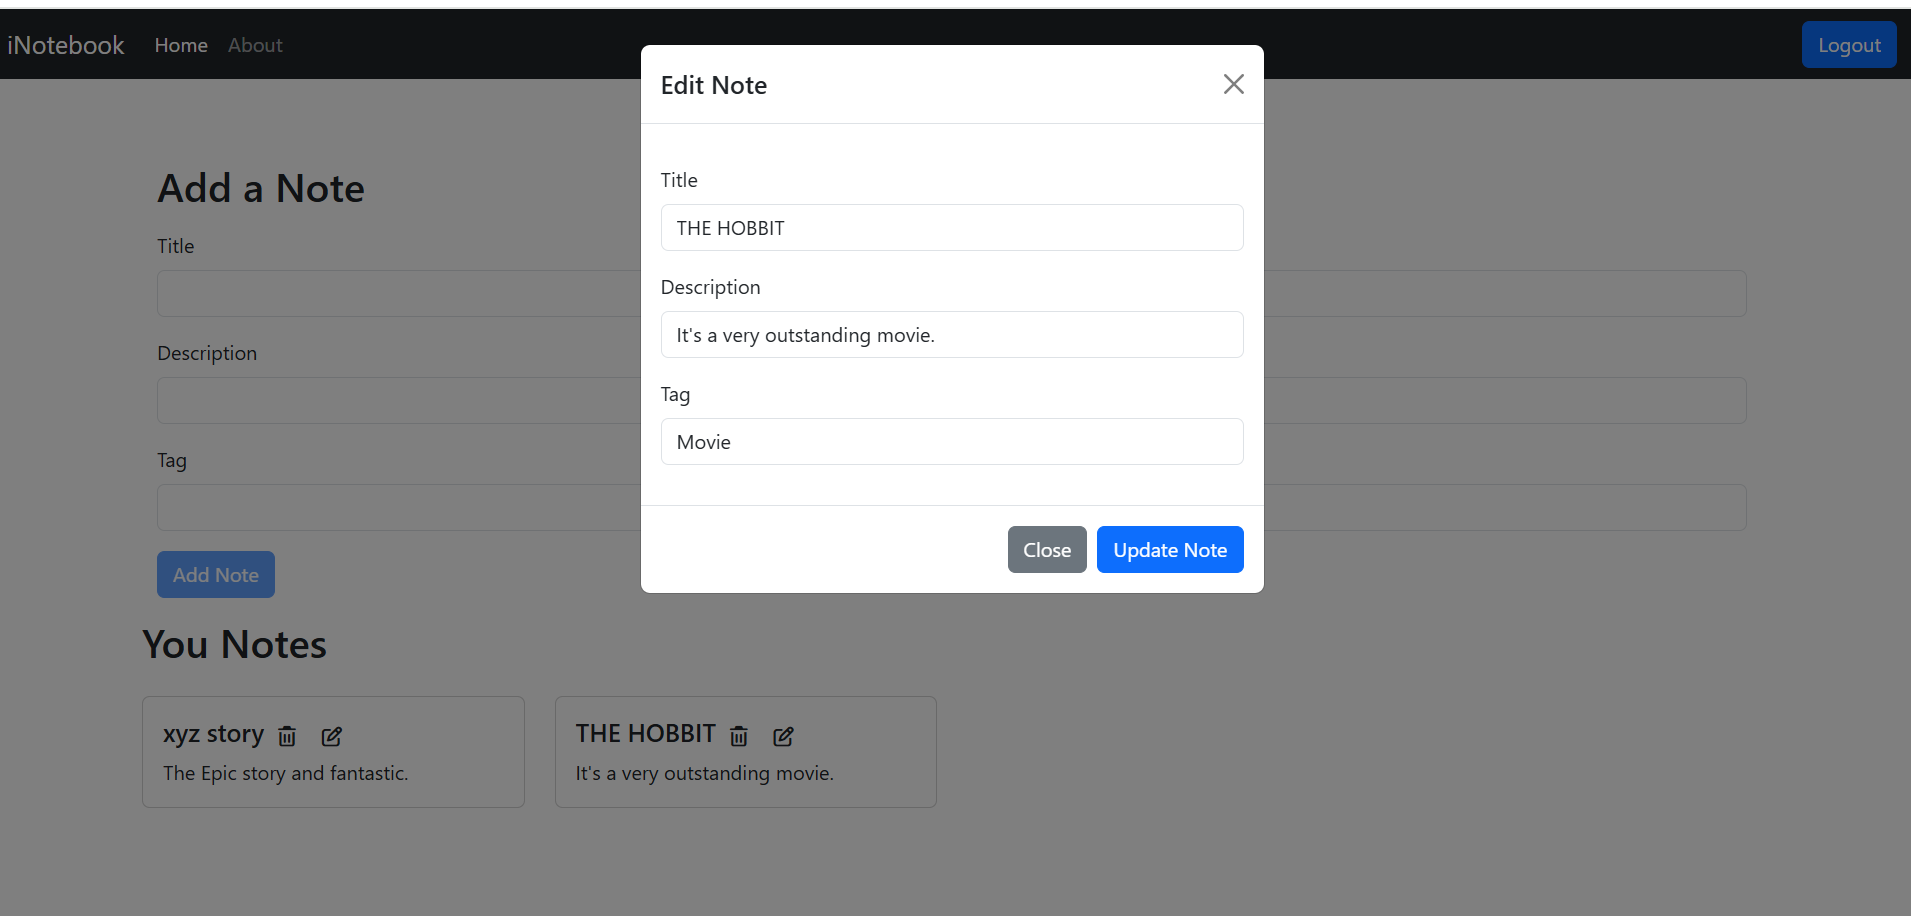 iNotebook Home About Logout
Edit Note
Title
THE HOBBIT
Description
It's a very outstanding movie.
Tag
Movie
Close Update Note
Add a Note
Title
Description
Tag
Add Note
You Notes
xyz story
The Epic story and fantastic.
THE HOBBIT
It's a very outstanding movie.